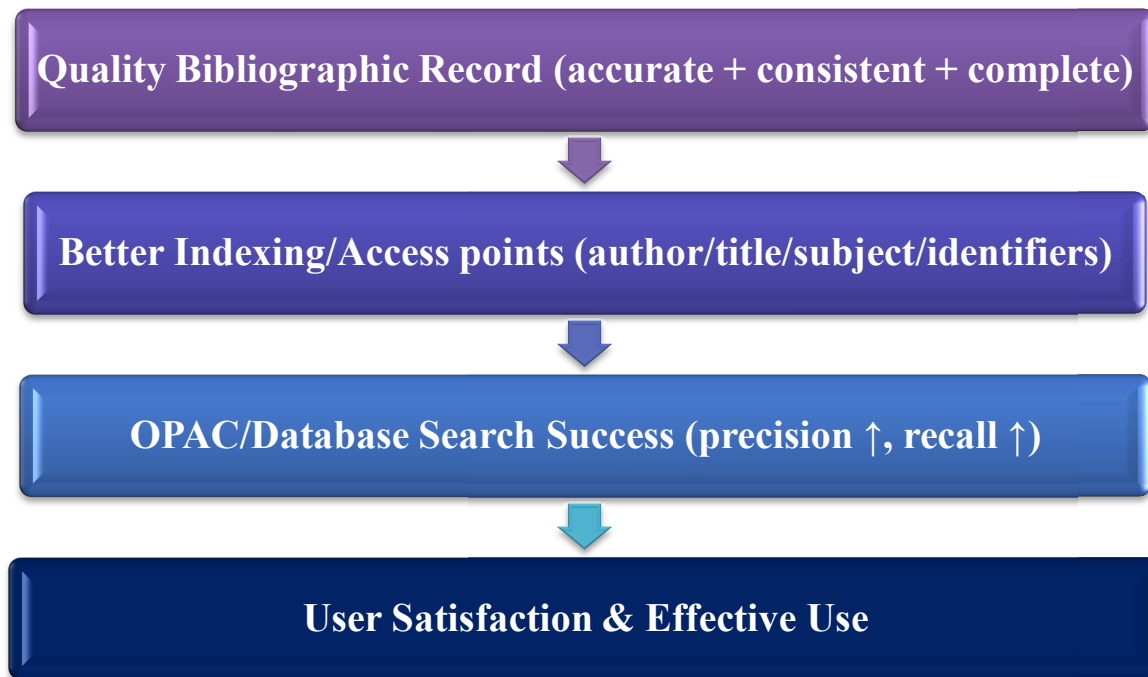 Quality Bibliographic Record (accurate + consistent + complete)
Better Indexing/Access points (author/title/subject/identifiers)
OPAC/Database Search Success (precision ↑, recall ↑)
User Satisfaction & Effective Use